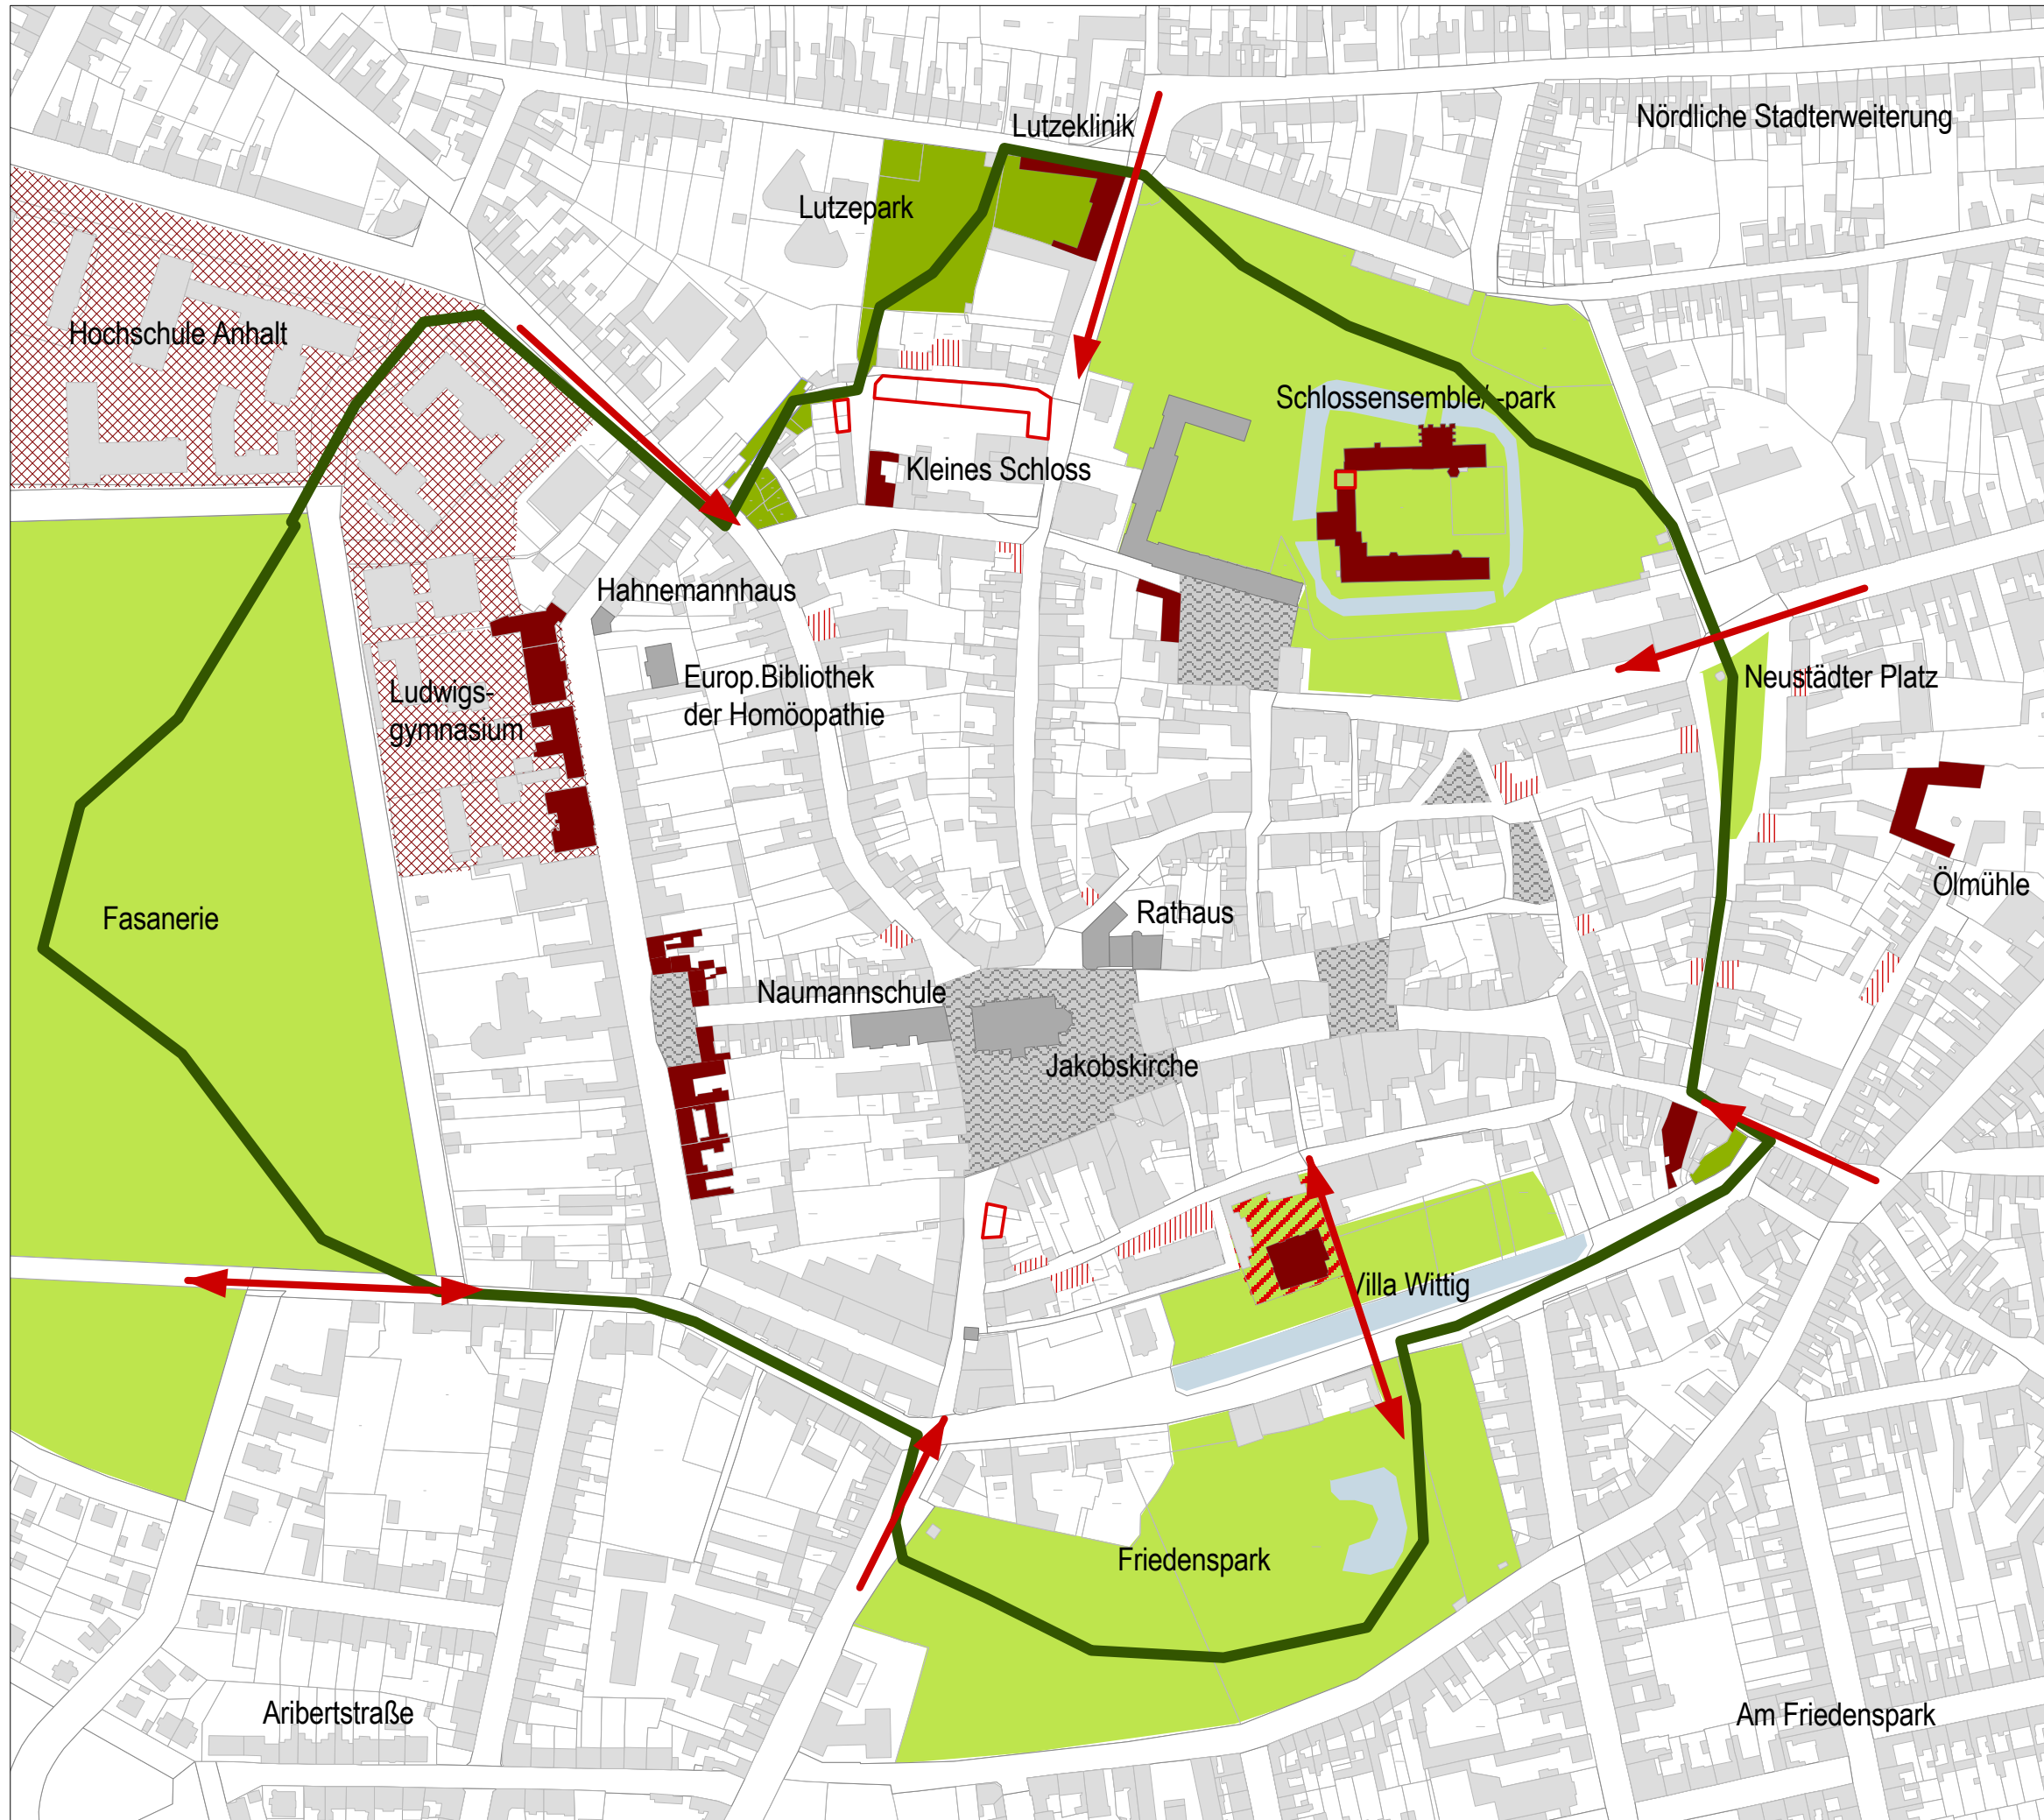 Nördliche Stadterweiterung
Lutzeklinik
Lutzepark
Hochschule Anhalt
Schlossensemble/-park
Kleines Schloss
Hahnemannhaus
Europ.Bibliothek
der Homöopathie
Neustädter Platz
Ludwigs-
gymnasium
Ölmühle
Rathaus
Fasanerie
Naumannschule
Jakobskirche
Villa Wittig
Friedenspark
Aribertstraße
Am Friedenspark